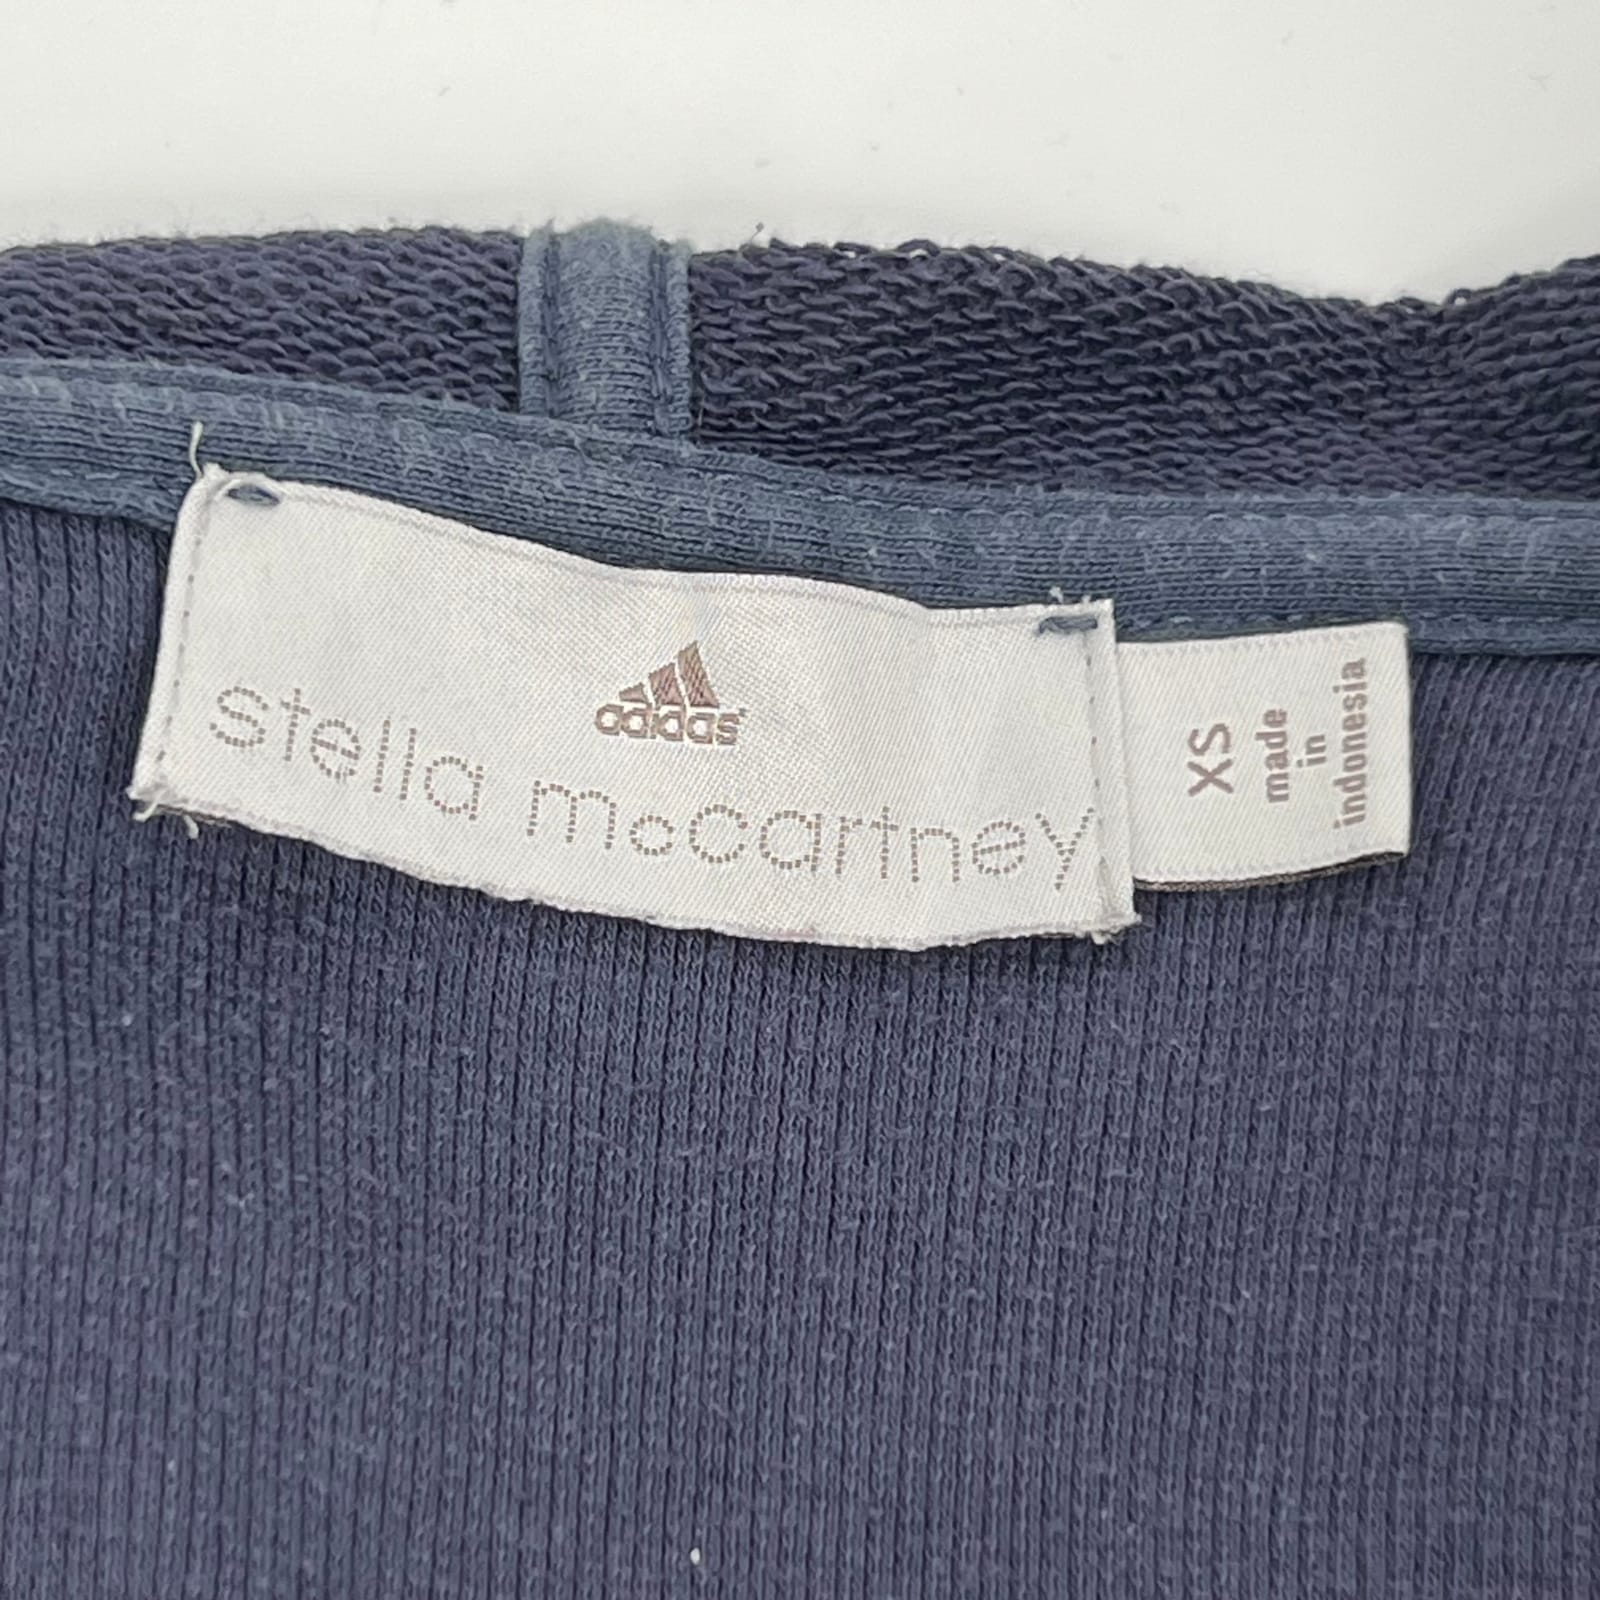 adidas
stella mccartney
XS
made
in
indonesia